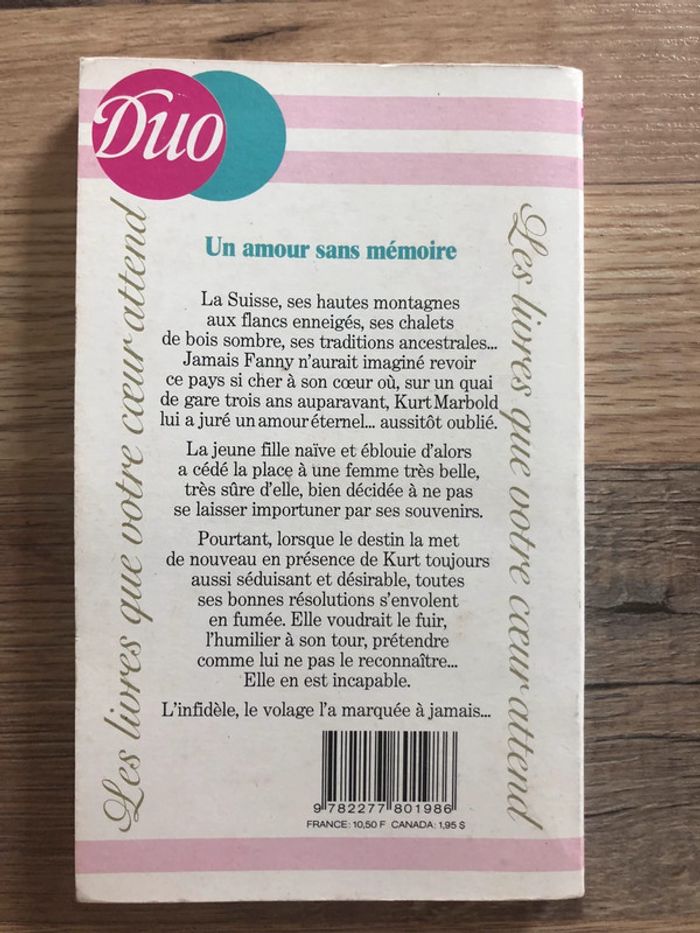 Duo
Les livres que votre cœur attend
Les livres que votre cœur attend
Un amour sans mémoire
La Suisse, ses hautes montagnes
aux flancs enneigés, ses chalets
de bois sombre, ses traditions ancestrales...
Jamais Fanny n'aurait imaginé revoir
ce pays si cher à son cœur où, sur un quai
de gare trois ans auparavant, Kurt Marbold
lui a juré un amour éternel... aussitôt oublié.
La jeune fille naïve et éblouie d'alors
a cédé la place à une femme très belle,
très sûre d'elle, bien décidée à ne pas
se laisser importuner par ses souvenirs.
Pourtant, lorsque le destin la met
de nouveau en présence de Kurt toujours
aussi séduisant et désirable, toutes
ses bonnes résolutions s'envolent
en fumée. Elle voudrait le fuir,
l'humilier à son tour, prétendre
comme lui ne pas le reconnaître...
Elle en est incapable.
L'infidèle, le volage l'a marquée à jamais...
9 782277 801986
FRANCE: 10,50 F CANADA: 1,95 $